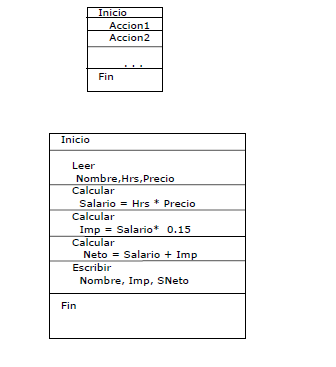 Inicio
Accion1
Accion2
...
Fin
Inicio
Leer
Nombre,Hrs,Precio
Calcular
Salario = Hrs * Precio
Calcular
Imp = Salario* 0.15
Calcular
Neto = Salario + Imp
Escribir
Nombre, Imp, SNeto
Fin